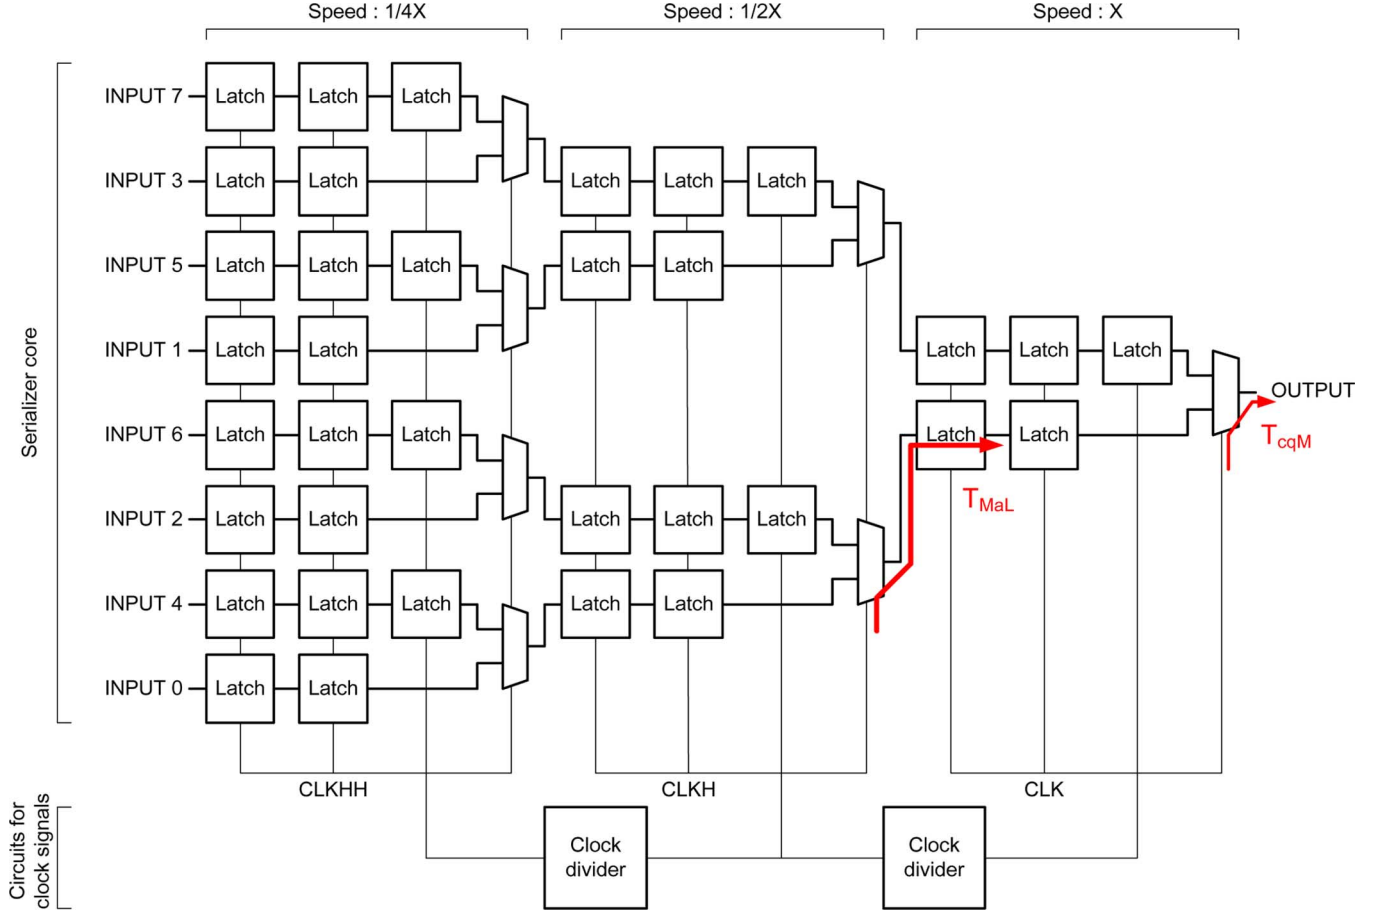 Speed : 1/4X
Speed : 1/2X
Speed : X
INPUT 7
Latch
Latch
Latch
INPUT 3
Latch
Latch
Latch
Latch
Latch
INPUT 5
Latch
Latch
Latch
Latch
Latch
INPUT 1
Latch
Latch
Latch
Latch
Latch
OUTPUT
Serializer core
INPUT 6
Latch
Latch
Latch
Latch
Latch
TcqM
TMaL
INPUT 2
Latch
Latch
Latch
Latch
Latch
INPUT 4
Latch
Latch
Latch
Latch
Latch
INPUT 0
Latch
Latch
CLKHH
CLKH
CLK
Circuits for
clock signals
Clock
divider
Clock
divider